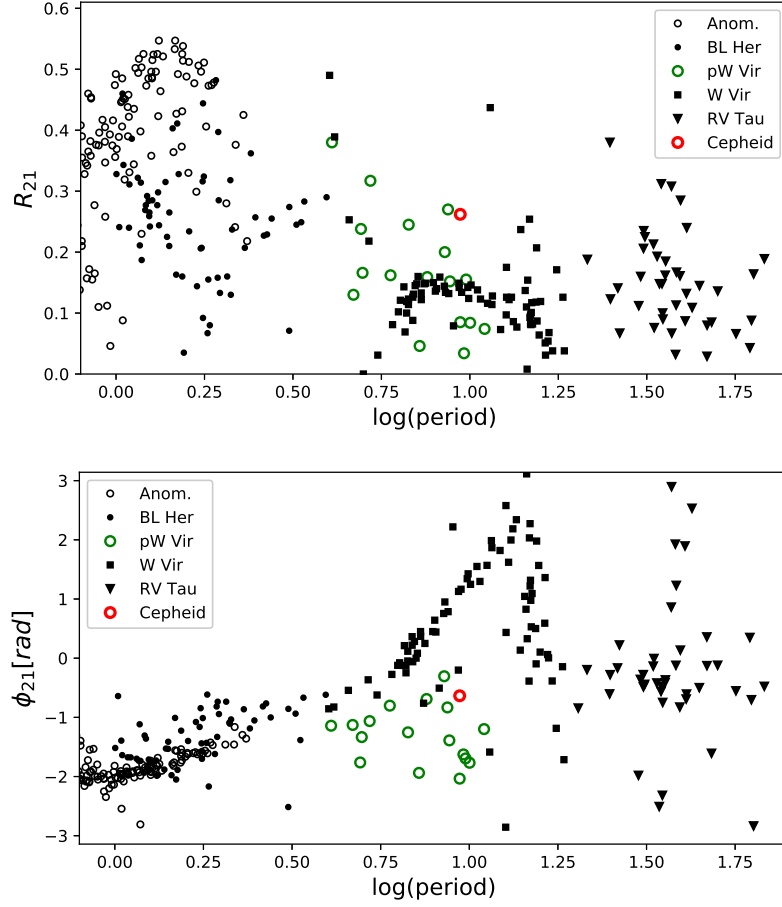 0.6
0.5
0.4
0.3
0.2
0.1
0.0
R21
Anom.
BL Her
pW Vir
W Vir
RV Tau
Cepheid
0.00 0.25 0.50 0.75 1.00 1.25 1.50 1.75
log(period)
3
2
1
0
−1
−2
−3
ϕ21[rad]
Anom.
BL Her
pW Vir
W Vir
RV Tau
Cepheid
0.00 0.25 0.50 0.75 1.00 1.25 1.50 1.75
log(period)